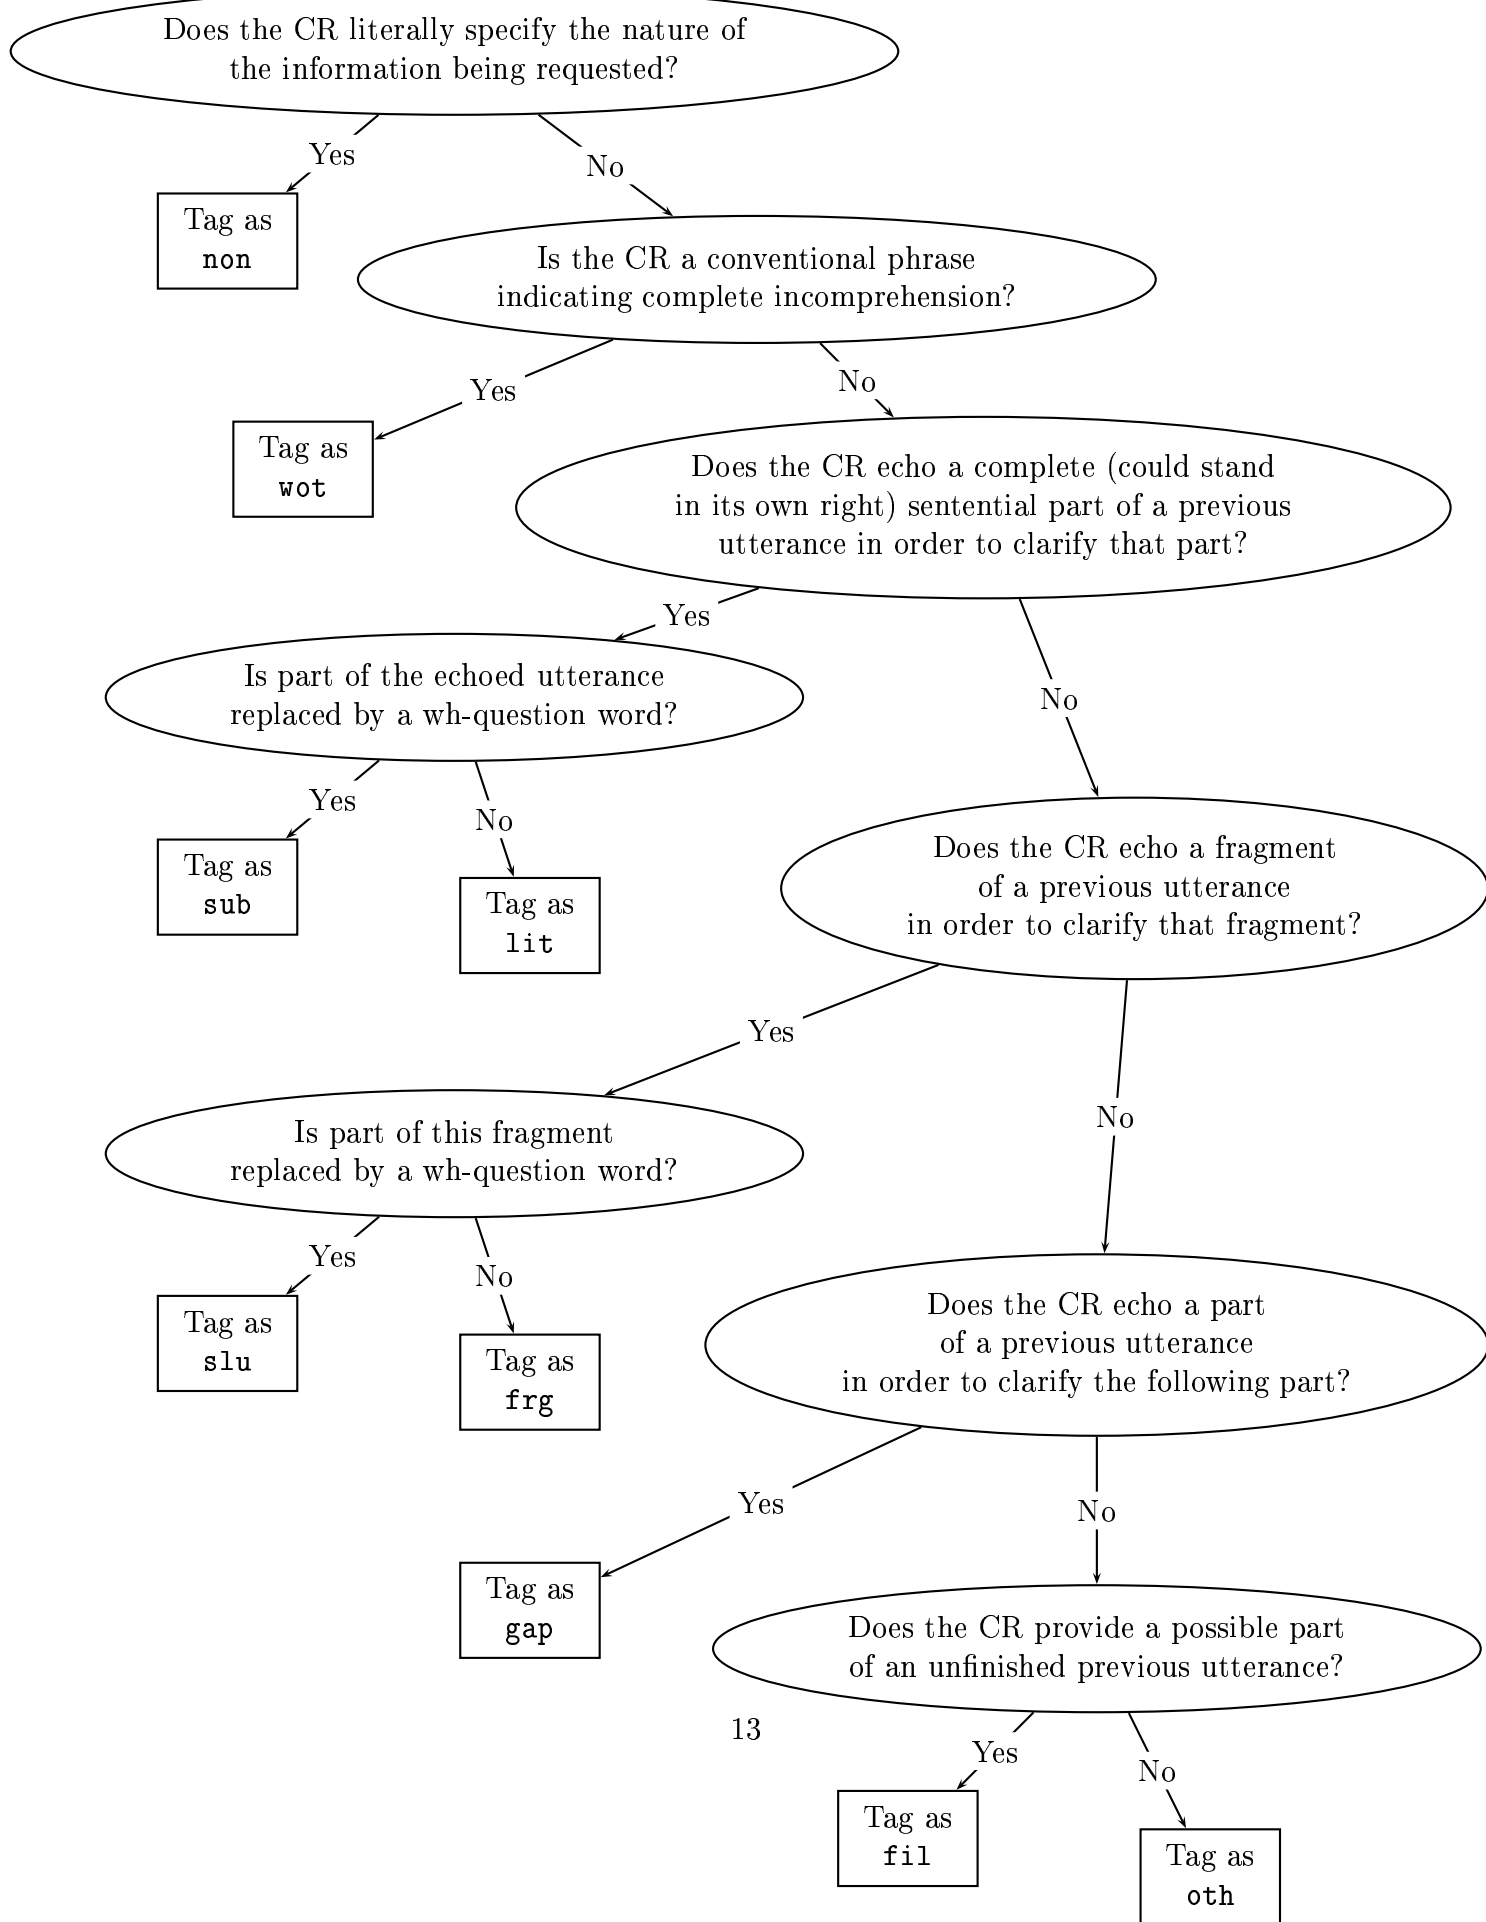 Does the CR literally specify the nature of
the information being requested?
Yes
No
Tag as
non
Is the CR a conventional phrase
indicating complete incomprehension?
Yes
No
Tag as
wot
Does the CR echo a complete (could stand
in its own right) sentential part of a previous
utterance in order to clarify that part?
Yes
No
Is part of the echoed utterance
replaced by a wh-question word?
Yes
No
Tag as
sub
Tag as
lit
Does the CR echo a fragment
of a previous utterance
in order to clarify that fragment?
Yes
No
Is part of this fragment
replaced by a wh-question word?
Yes
No
Tag as
slu
Tag as
frg
Does the CR echo a part
of a previous utterance
in order to clarify the following part?
Yes
No
Tag as
gap
Does the CR provide a possible part
of an unfinished previous utterance?
13
Yes
No
Tag as
fil
Tag as
oth